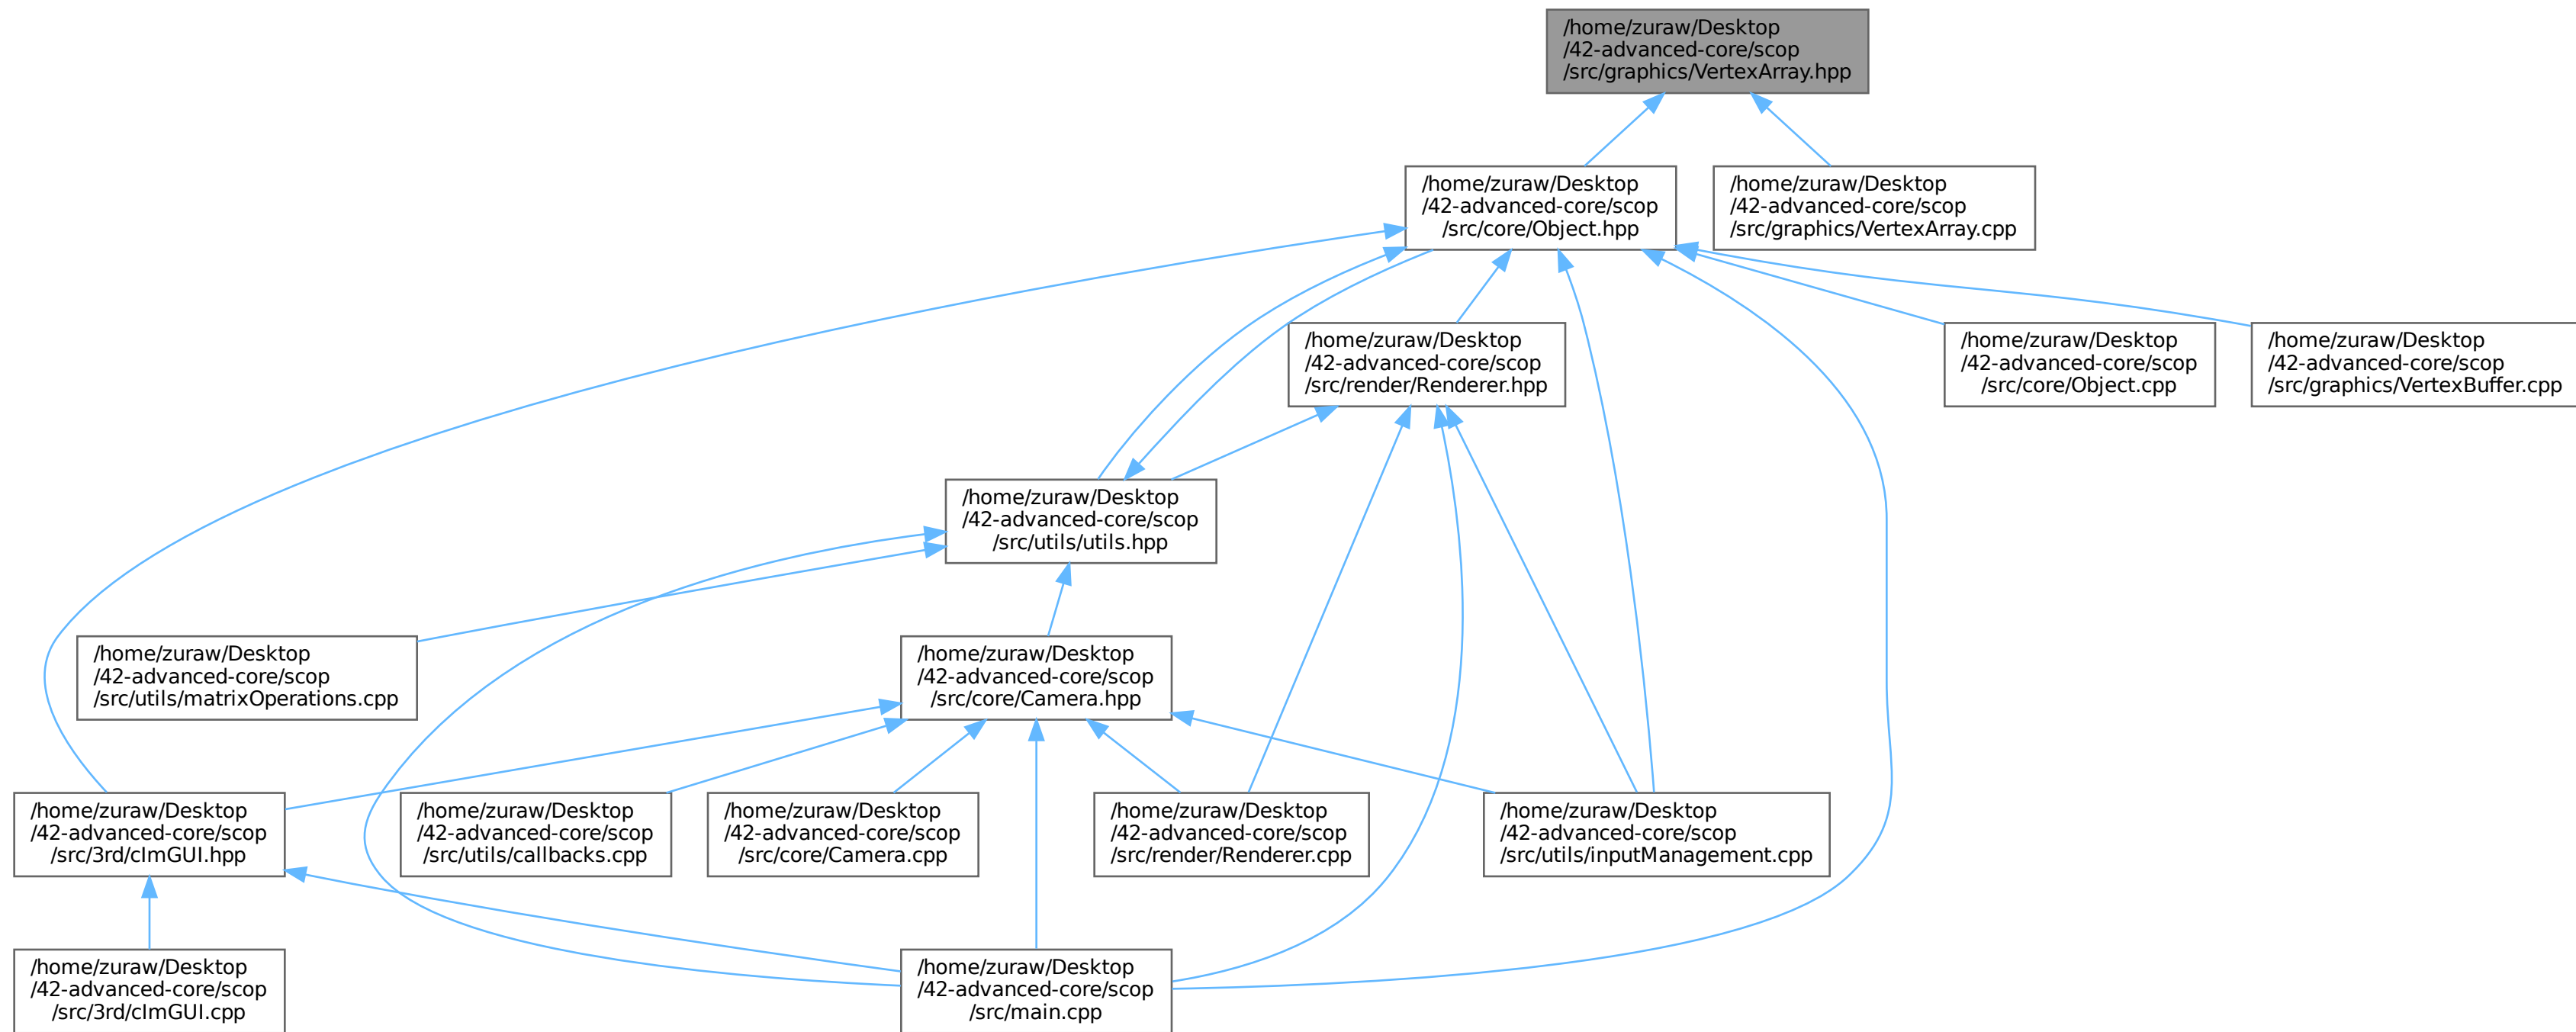 /home/zuraw/Desktop
/42-advanced-core/scop
/src/graphics/VertexArray.hpp
/home/zuraw/Desktop
/42-advanced-core/scop
/src/core/Object.hpp
/home/zuraw/Desktop
/42-advanced-core/scop
/src/graphics/VertexArray.cpp
/home/zuraw/Desktop
/42-advanced-core/scop
/src/render/Renderer.hpp
/home/zuraw/Desktop
/42-advanced-core/scop
/src/core/Object.cpp
/home/zuraw/Desktop
/42-advanced-core/scop
/src/graphics/VertexBuffer.cpp
/home/zuraw/Desktop
/42-advanced-core/scop
/src/utils/utils.hpp
/home/zuraw/Desktop
/42-advanced-core/scop
/src/utils/matrixOperations.cpp
/home/zuraw/Desktop
/42-advanced-core/scop
/src/core/Camera.hpp
/home/zuraw/Desktop
/42-advanced-core/scop
/src/3rd/cImGUI.hpp
/home/zuraw/Desktop
/42-advanced-core/scop
/src/utils/callbacks.cpp
/home/zuraw/Desktop
/42-advanced-core/scop
/src/core/Camera.cpp
/home/zuraw/Desktop
/42-advanced-core/scop
/src/render/Renderer.cpp
/home/zuraw/Desktop
/42-advanced-core/scop
/src/utils/inputManagement.cpp
/home/zuraw/Desktop
/42-advanced-core/scop
/src/3rd/cImGUI.cpp
/home/zuraw/Desktop
/42-advanced-core/scop
/src/main.cpp